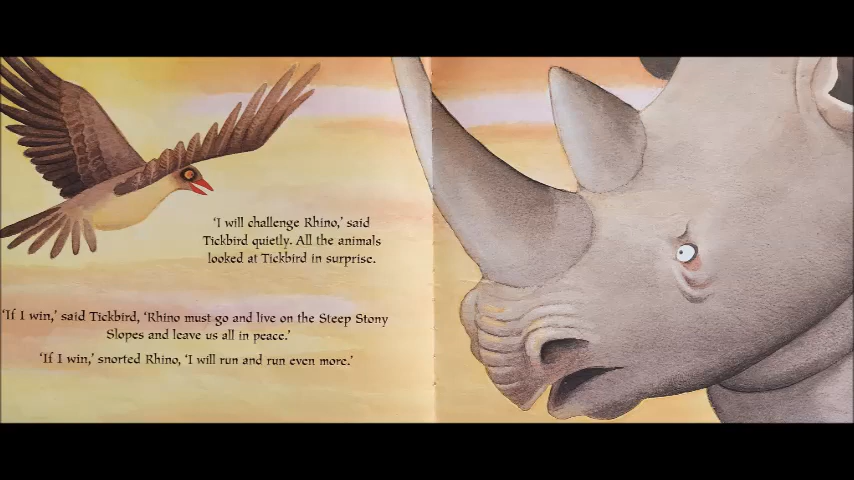 ‘I will challenge Rhino,’ said
Tickbird quietly. All the animals
looked at Tickbird in surprise.
‘If I win,’ said Tickbird, ‘Rhino must go and live on the Steep Stony
Slopes and leave us all in peace.’
‘If I win,’ snorted Rhino, ‘I will run and run even more.’